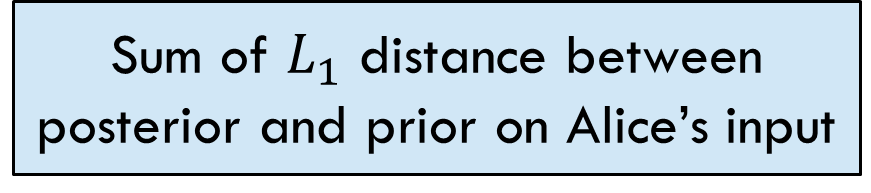 Sum of L₁ distance between
posterior and prior on Alice's input